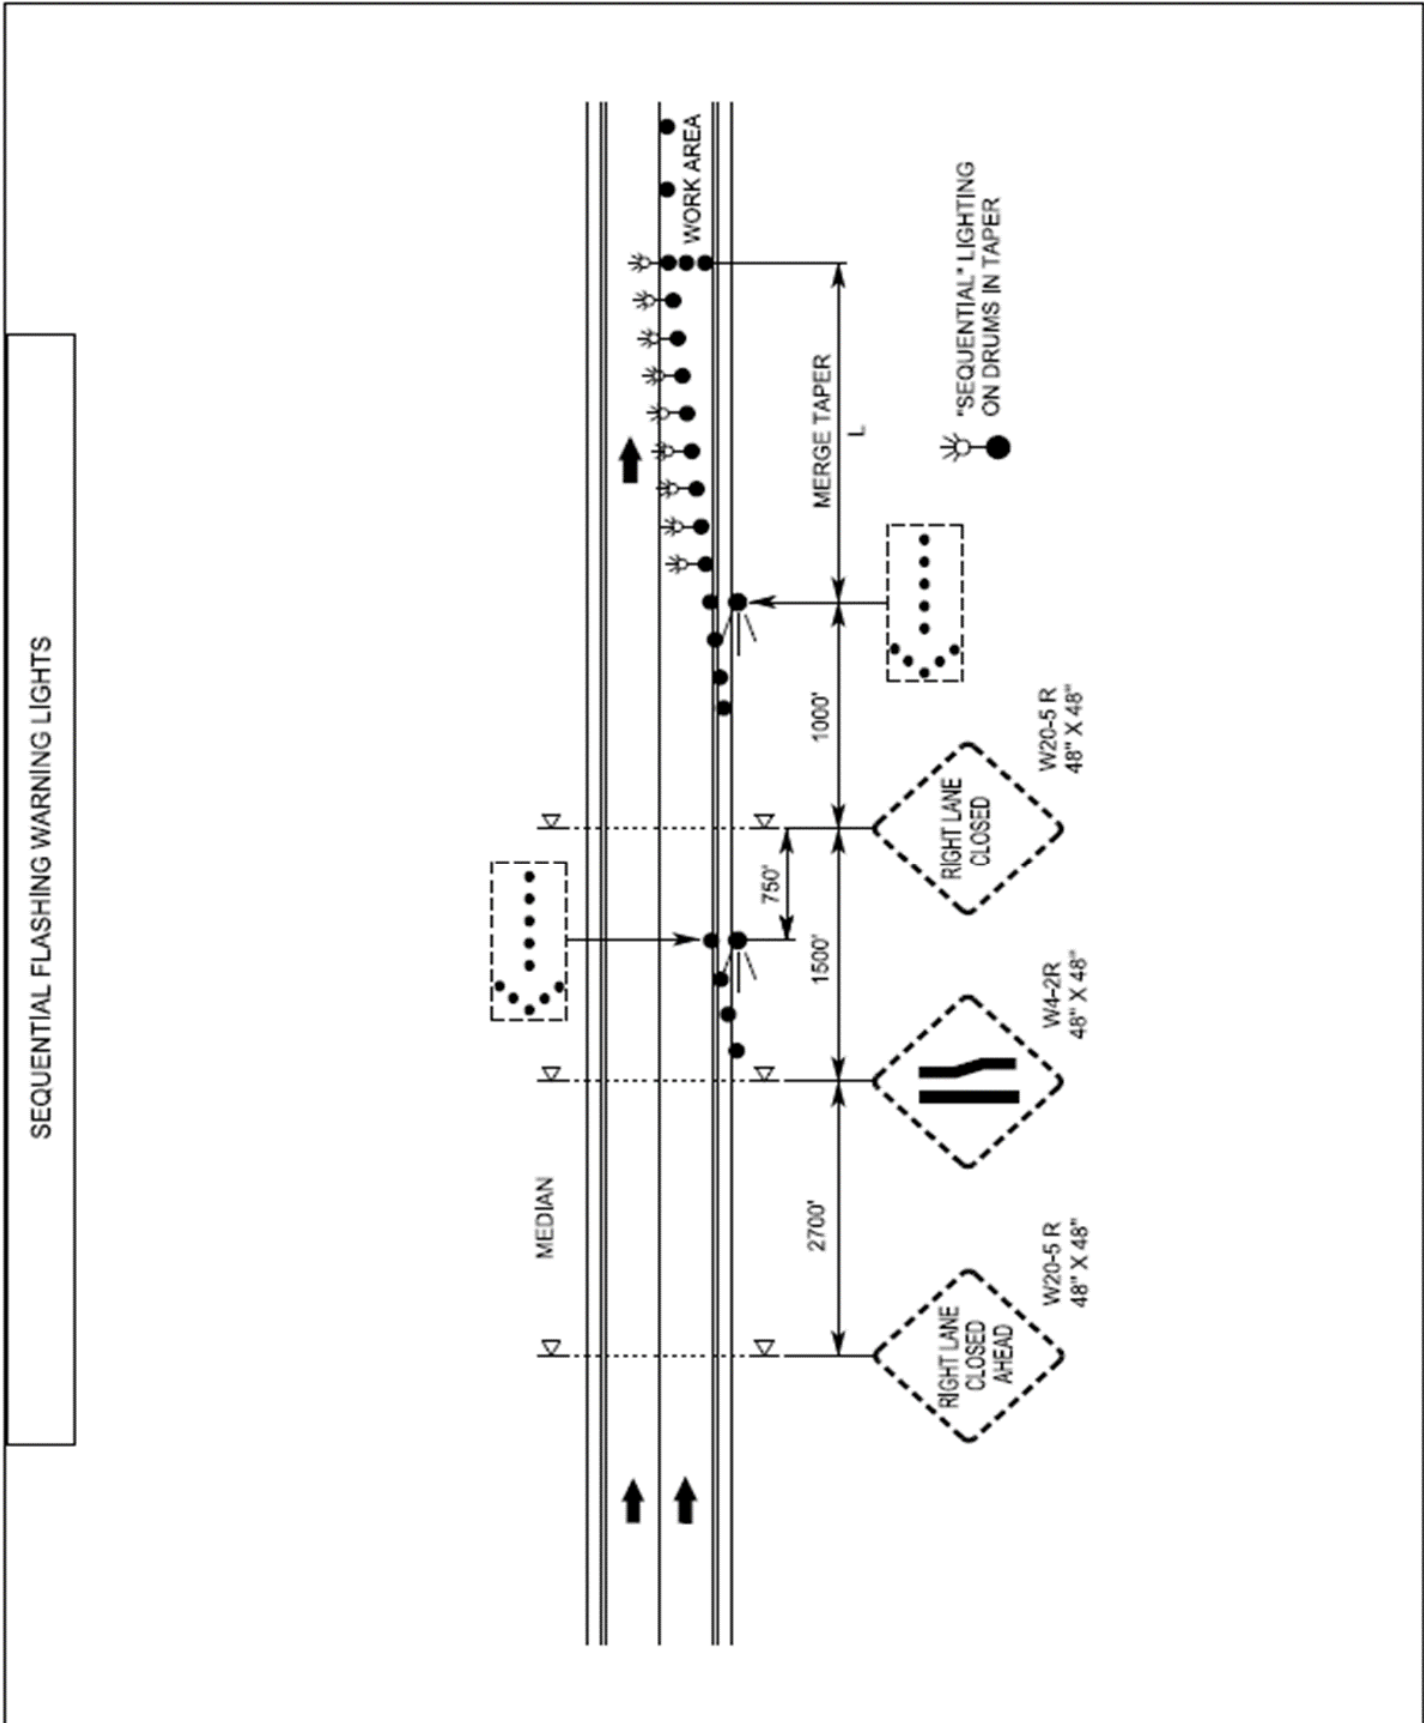 SEQUENTIAL FLASHING WARNING LIGHTS
MEDIAN
WORK AREA
MERGE TAPER
L
1000'
750'
1500'
2700'
"SEQUENTIAL" LIGHTING
ON DRUMS IN TAPER
RIGHT LANE
CLOSED
AHEAD
W20-5 R
48" X 48"
W4-2R
48" X 48"
RIGHT LANE
CLOSED
W20-5 R
48" X 48"